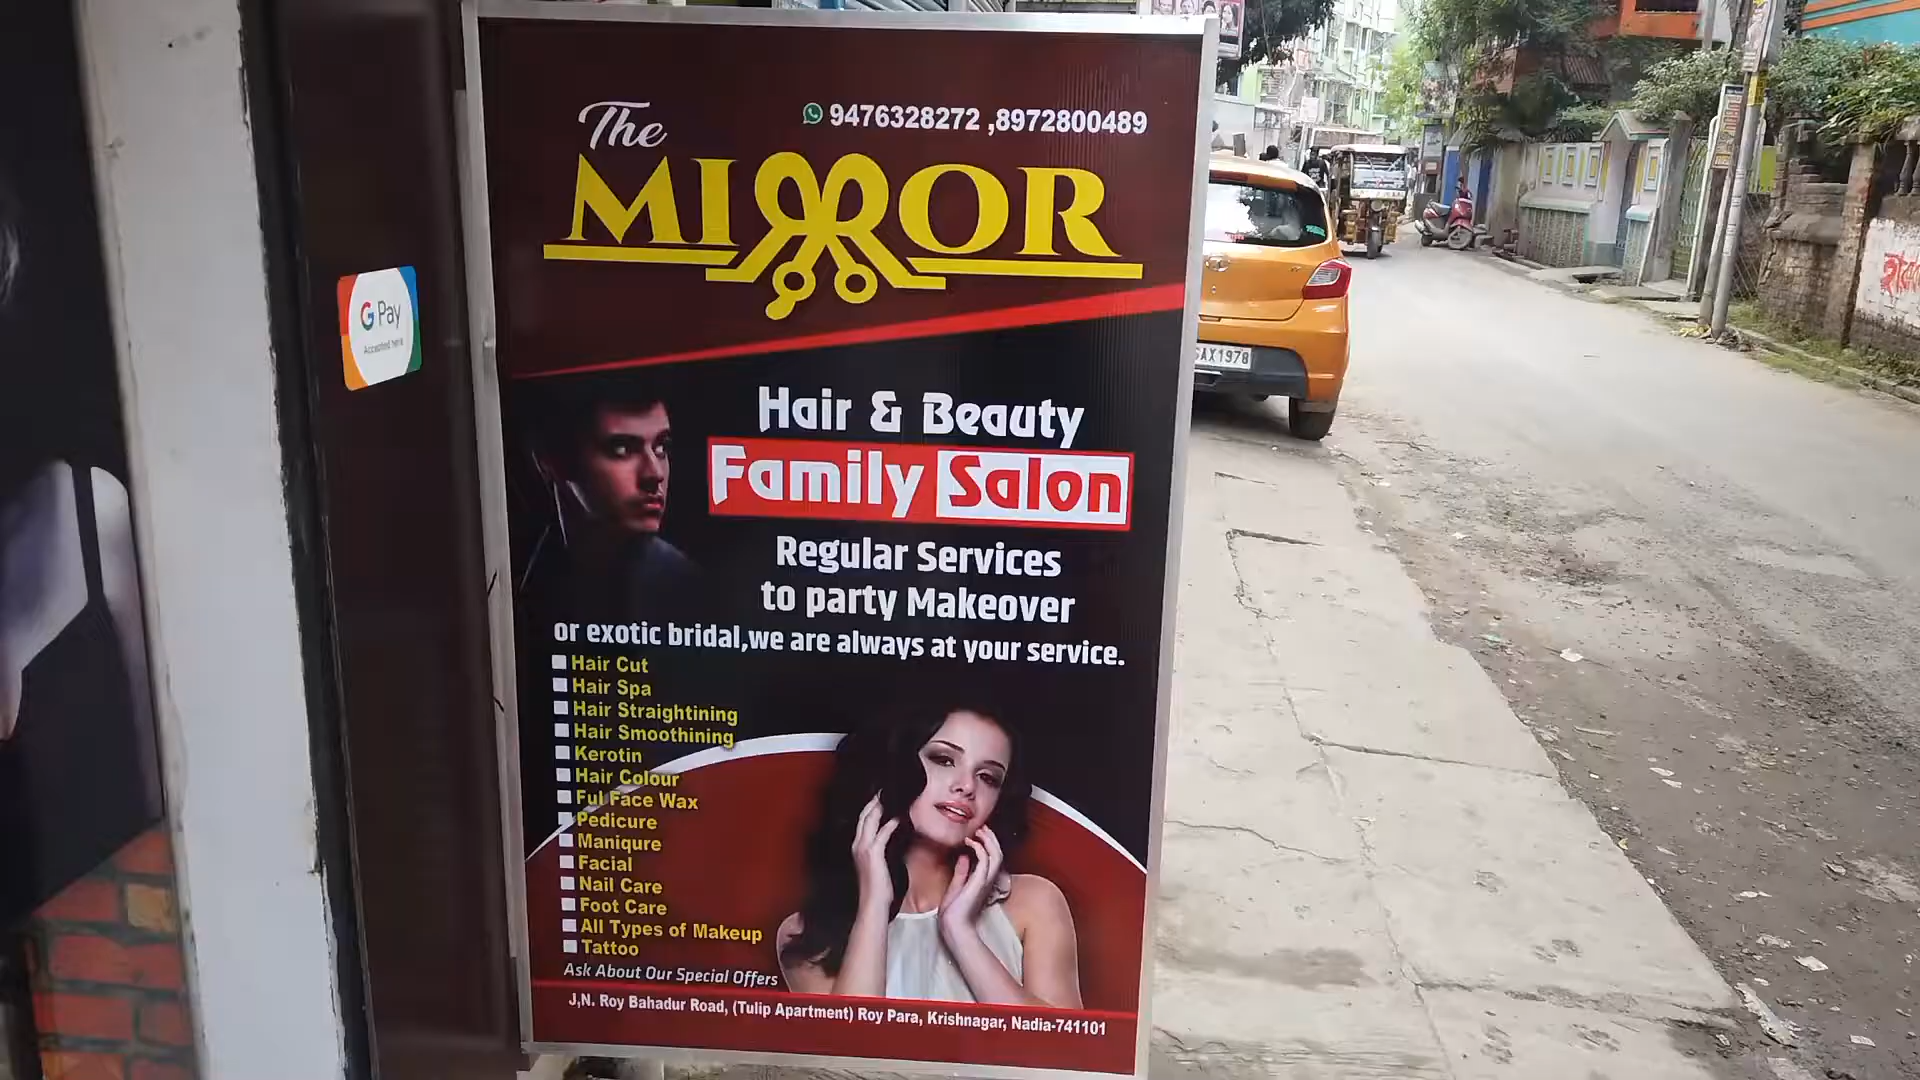 The
9476328272 ,8972800489
MIRROR
Hair & Beauty
Family Salon
Regular Services
to party Makeover
or exotic bridal,we are always at your service.
Hair Cut
Hair Spa
Hair Straightining
Hair Smoothining
Kerotin
Hair Colour
Ful Face Wax
Pedicure
Maniqure
Facial
Nail Care
Foot Care
All Types of Makeup
Tattoo
Ask About Our Special Offers
J,N. Roy Bahadur Road, (Tulip Apartment) Roy Para, Krishnagar, Nadia-741101
G Pay
Accepted here
AX1978